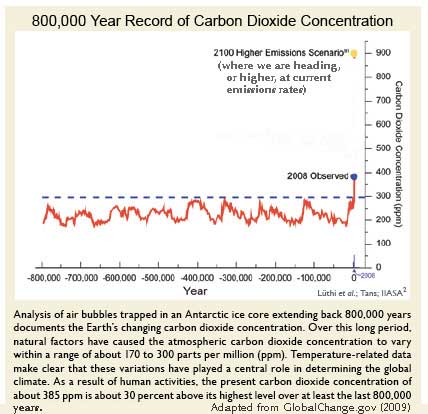 800,000 Year Record of Carbon Dioxide Concentration
2100 Higher Emissions Scenario
(where we are heading,
or higher, at current
emissions rates)
900
800
700
600
500
400
300
200
100
0
Carbon Dioxide Concentration (ppm)
2008 Observed
-800,000 -700,000 -600,000 -500,000 -400,000 -300,000 -200,000 -100,000 0 2008
Year
Lüthi et al.; Tans; IIASA2
Analysis of air bubbles trapped in an Antarctic ice core extending back 800,000 years
documents the Earth's changing carbon dioxide concentration. Over this long period,
natural factors have caused the atmospheric carbon dioxide concentration to vary
within a range of about 170 to 300 parts per million (ppm). Temperature-related data
make clear that these variations have played a central role in determining the global
climate. As a result of human activities, the present carbon dioxide concentration of
about 385 ppm is about 30 percent above its highest level over at least the last 800,000
years.
Adapted from GlobalChange.gov (2009)